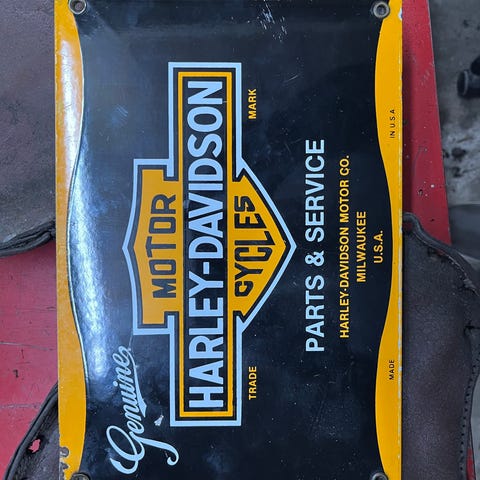 Genuine
MOTOR
HARLEY-DAVIDSON
CYCLES
TRADE MARK
PARTS & SERVICE
HARLEY-DAVIDSON MOTOR CO.
MILWAUKEE
U.S.A.
MADE IN U.S.A